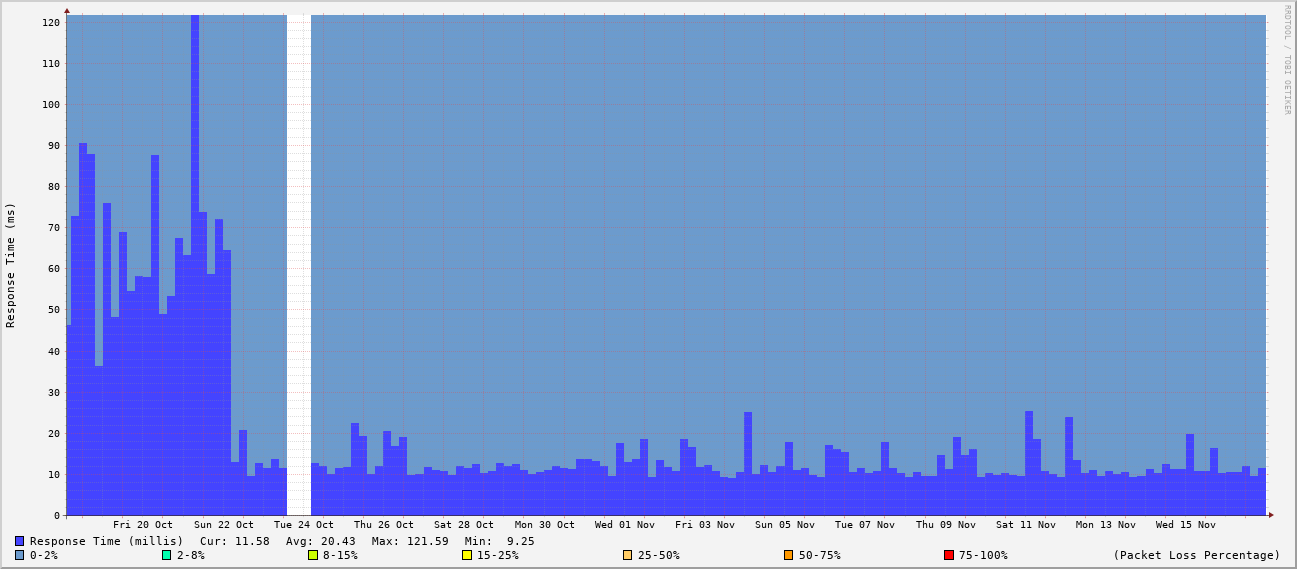 RRDTOOL / TOBI OETIKER
Response Time (ms)
120
110
100
90
80
70
60
50
40
30
20
10
0
Fri 20 Oct Sun 22 Oct Tue 24 Oct Thu 26 Oct Sat 28 Oct Mon 30 Oct Wed 01 Nov Fri 03 Nov Sun 05 Nov Tue 07 Nov Thu 09 Nov Sat 11 Nov Mon 13 Nov Wed 15 Nov
Response Time (millis) Cur: 11.58 Avg: 20.43 Max: 121.59 Min: 9.25
0-2% 2-8% 8-15% 15-25% 25-50% 50-75% 75-100% (Packet Loss Percentage)